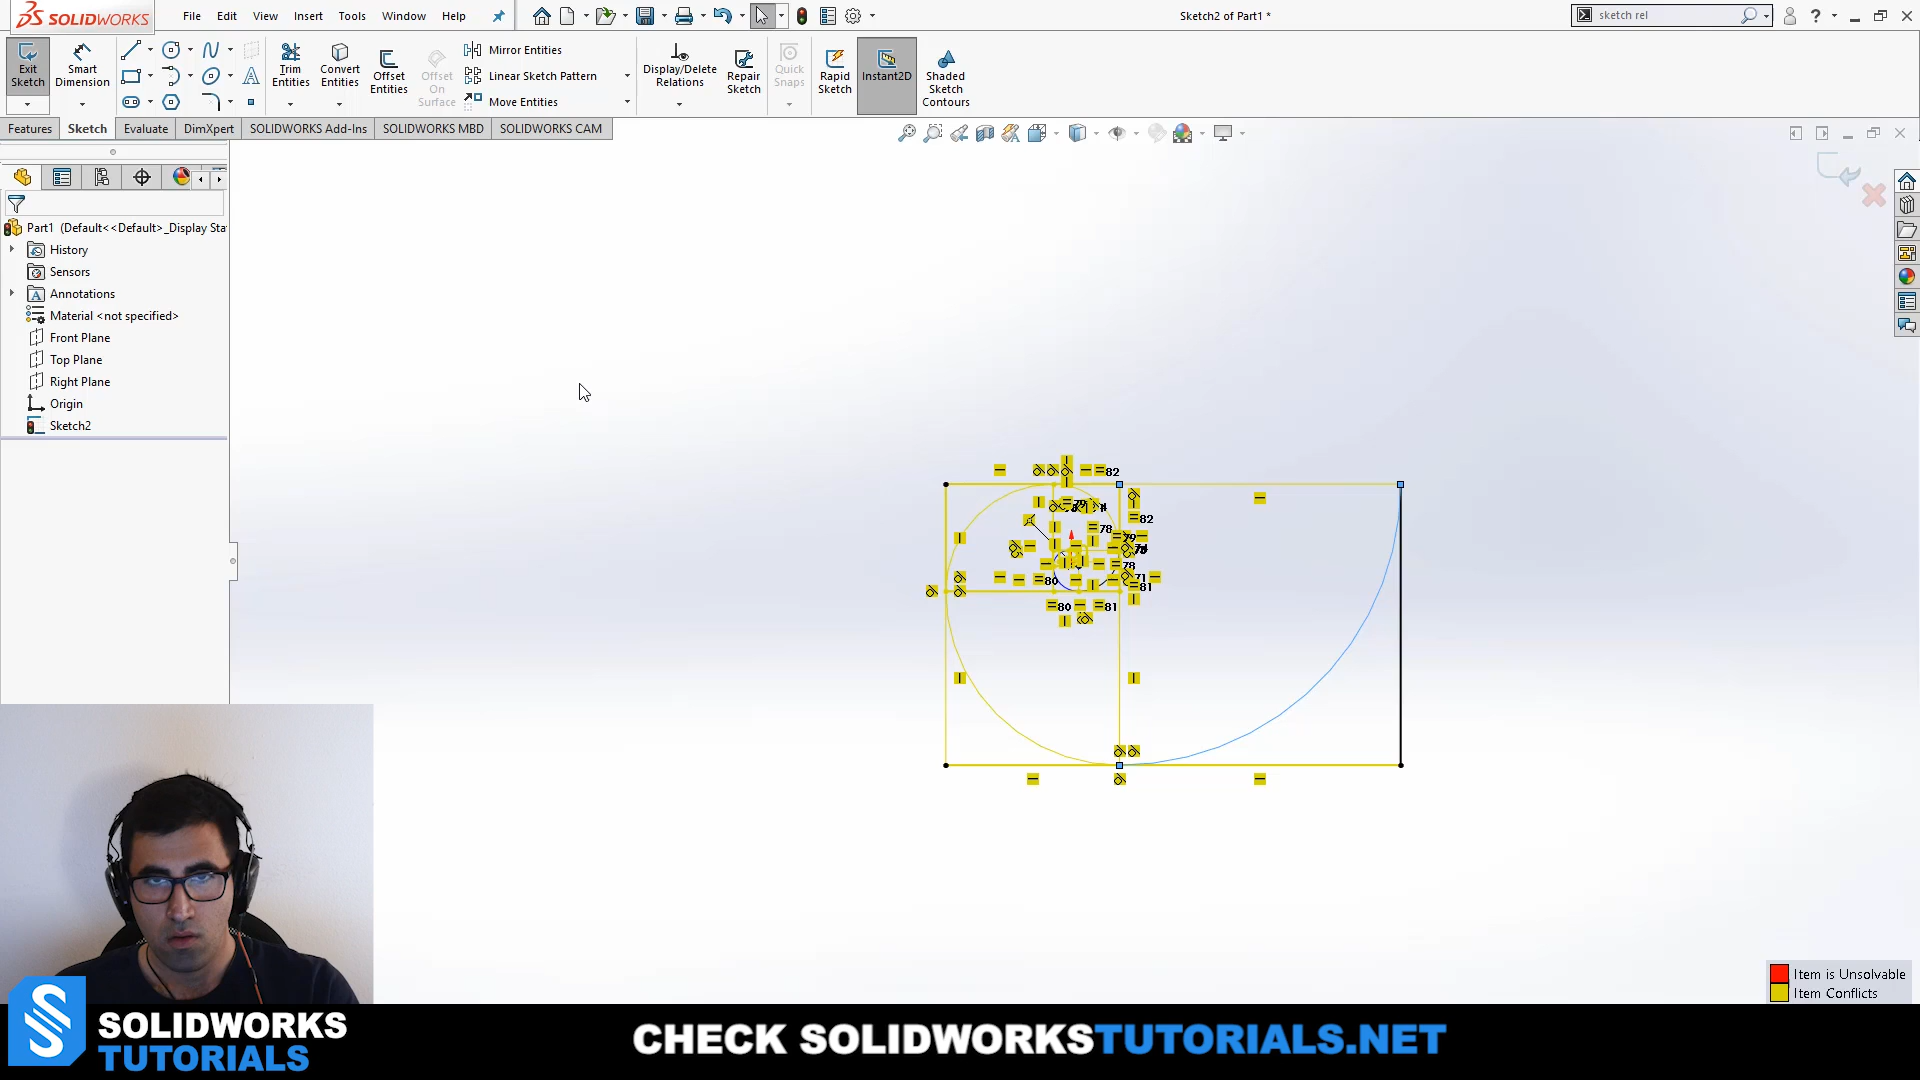 SOLIDWORKS
File Edit View Insert Tools Window Help
Sketch2 of Part1 *
sketch rel
?
Exit Sketch
Smart Dimension
Trim Entities
Convert Entities
Offset Entities
Offset On Surface
Mirror Entities
Linear Sketch Pattern
Move Entities
Display/Delete Relations
Repair Sketch
Quick Snaps
Rapid Sketch
Instant2D
Shaded Sketch Contours
Features Sketch Evaluate DimXpert SOLIDWORKS Add-Ins SOLIDWORKS MBD SOLIDWORKS CAM
Part1 (Default<<Default>_Display Sta
History
Sensors
Annotations
Material <not specified>
Front Plane
Top Plane
Right Plane
Origin
Sketch2
82
79
82
78
79
78
80
71
81
80
81
Item is Unsolvable
Item Conflicts
SOLIDWORKS
TUTORIALS
CHECK SOLIDWORKSTUTORIALS.NET